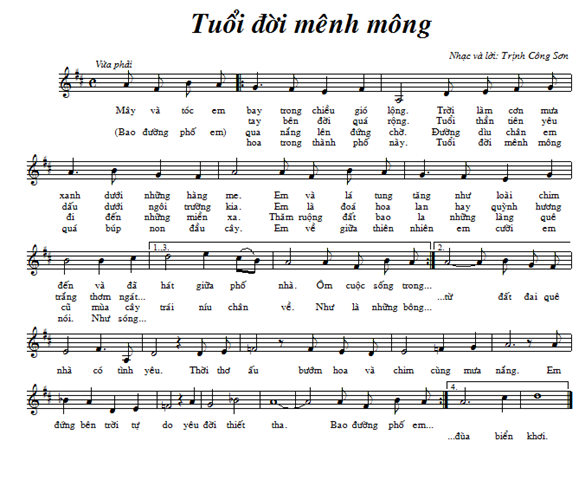 Tuổi đời mênh mông
Nhạc và lời: Trịnh Công Sơn
Vừa phải
Mây và tóc em bay trong chiều gió lộng. Trời làm cơn mưa
tay bên đời quá rộng. Tuổi thần tiên yêu
(Bao đường phố em) qua nắng lên đứng chờ. Đường dìu chân em
hoa trong thành phố này. Tuổi đời mênh mông
xanh dưới những hàng me. Em và lá tung tăng như loài chim
dấu dưới ngôi trường kia. Em là đoá hoa lan hay quỳnh hương
đi đến những miền xa. Thăm ruộng đất bao la những làng quê
quá búp non đầu cây. Em về giữa thiên nhiên em cười em
1..3.
2.
đến và đã hát giữa phố nhà. Ôm cuộc sống trong...
trắng thơm ngát...
...từ đất đai quê
củ mùa cây trái níu chân về. Như là những bông...
nói. Như sóng...
nhà có tình yêu. Thời thơ ấu bướm hoa và chim cùng mưa nắng. Em
4.
đứng bên trời tự do yêu đời thiết tha. Bao đường phố em...
...đùa biển khơi.